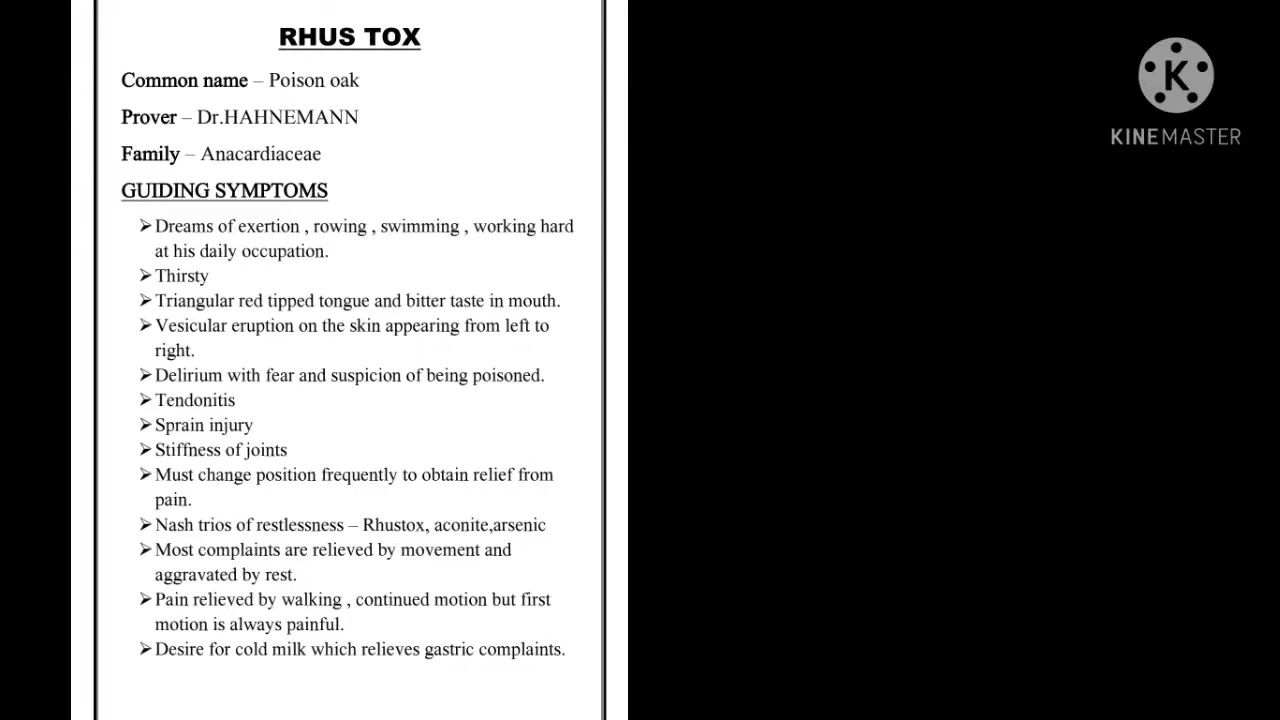 RHUS TOX
Common name – Poison oak
Prover – Dr.HAHNEMANN
Family – Anacardiaceae
GUIDING SYMPTOMS
➢ Dreams of exertion , rowing , swimming , working hard
at his daily occupation.
➢ Thirsty
➢ Triangular red tipped tongue and bitter taste in mouth.
➢ Vesicular eruption on the skin appearing from left to
right.
➢ Delirium with fear and suspicion of being poisoned.
➢ Tendonitis
➢ Sprain injury
➢ Stiffness of joints
➢ Must change position frequently to obtain relief from
pain.
➢ Nash trios of restlessness – Rhustox, aconite,arsenic
➢ Most complaints are relieved by movement and
aggravated by rest.
➢ Pain relieved by walking , continued motion but first
motion is always painful.
➢ Desire for cold milk which relieves gastric complaints.
K
KINEMASTER